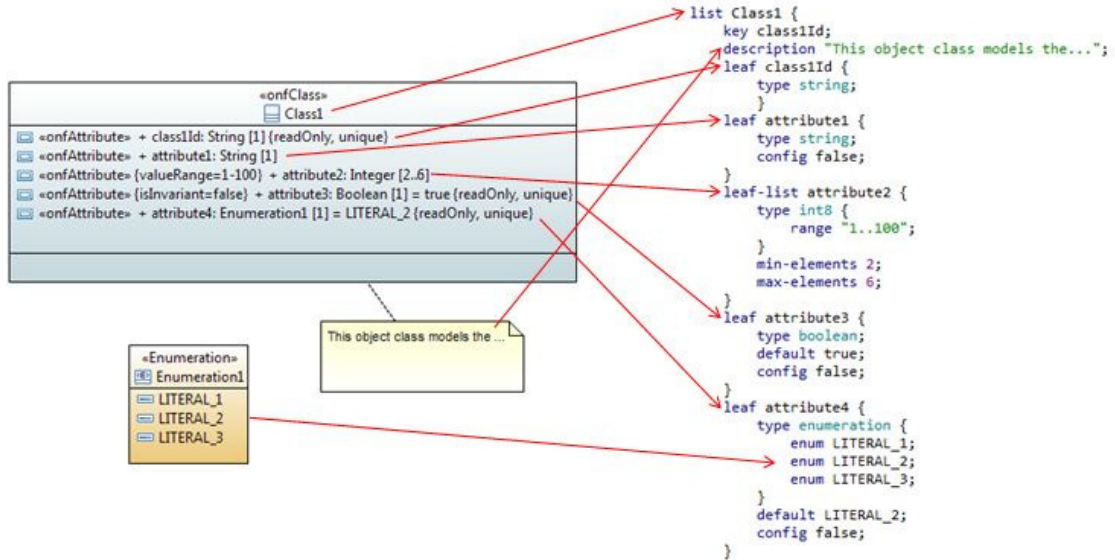 «onfClass»
Class1
«onfAttribute» + class1Id: String [1] {readOnly, unique}
«onfAttribute» + attribute1: String [1]
«onfAttribute» {valueRange=1-100} + attribute2: Integer [2..6]
«onfAttribute» {isInvariant=false} + attribute3: Boolean [1] = true {readOnly, unique}
«onfAttribute» + attribute4: Enumeration1 [1] = LITERAL_2 {readOnly, unique}
This object class models the ...
«Enumeration»
Enumeration1
LITERAL_1
LITERAL_2
LITERAL_3
list Class1 {
key class1Id;
description "This object class models the...";
leaf class1Id {
type string;
}
leaf attribute1 {
type string;
config false;
}
leaf-list attribute2 {
type int8 {
range "1..100";
}
min-elements 2;
max-elements 6;
}
leaf attribute3 {
type boolean;
default true;
config false;
}
leaf attribute4 {
type enumeration {
enum LITERAL_1;
enum LITERAL_2;
enum LITERAL_3;
}
default LITERAL_2;
config false;
}